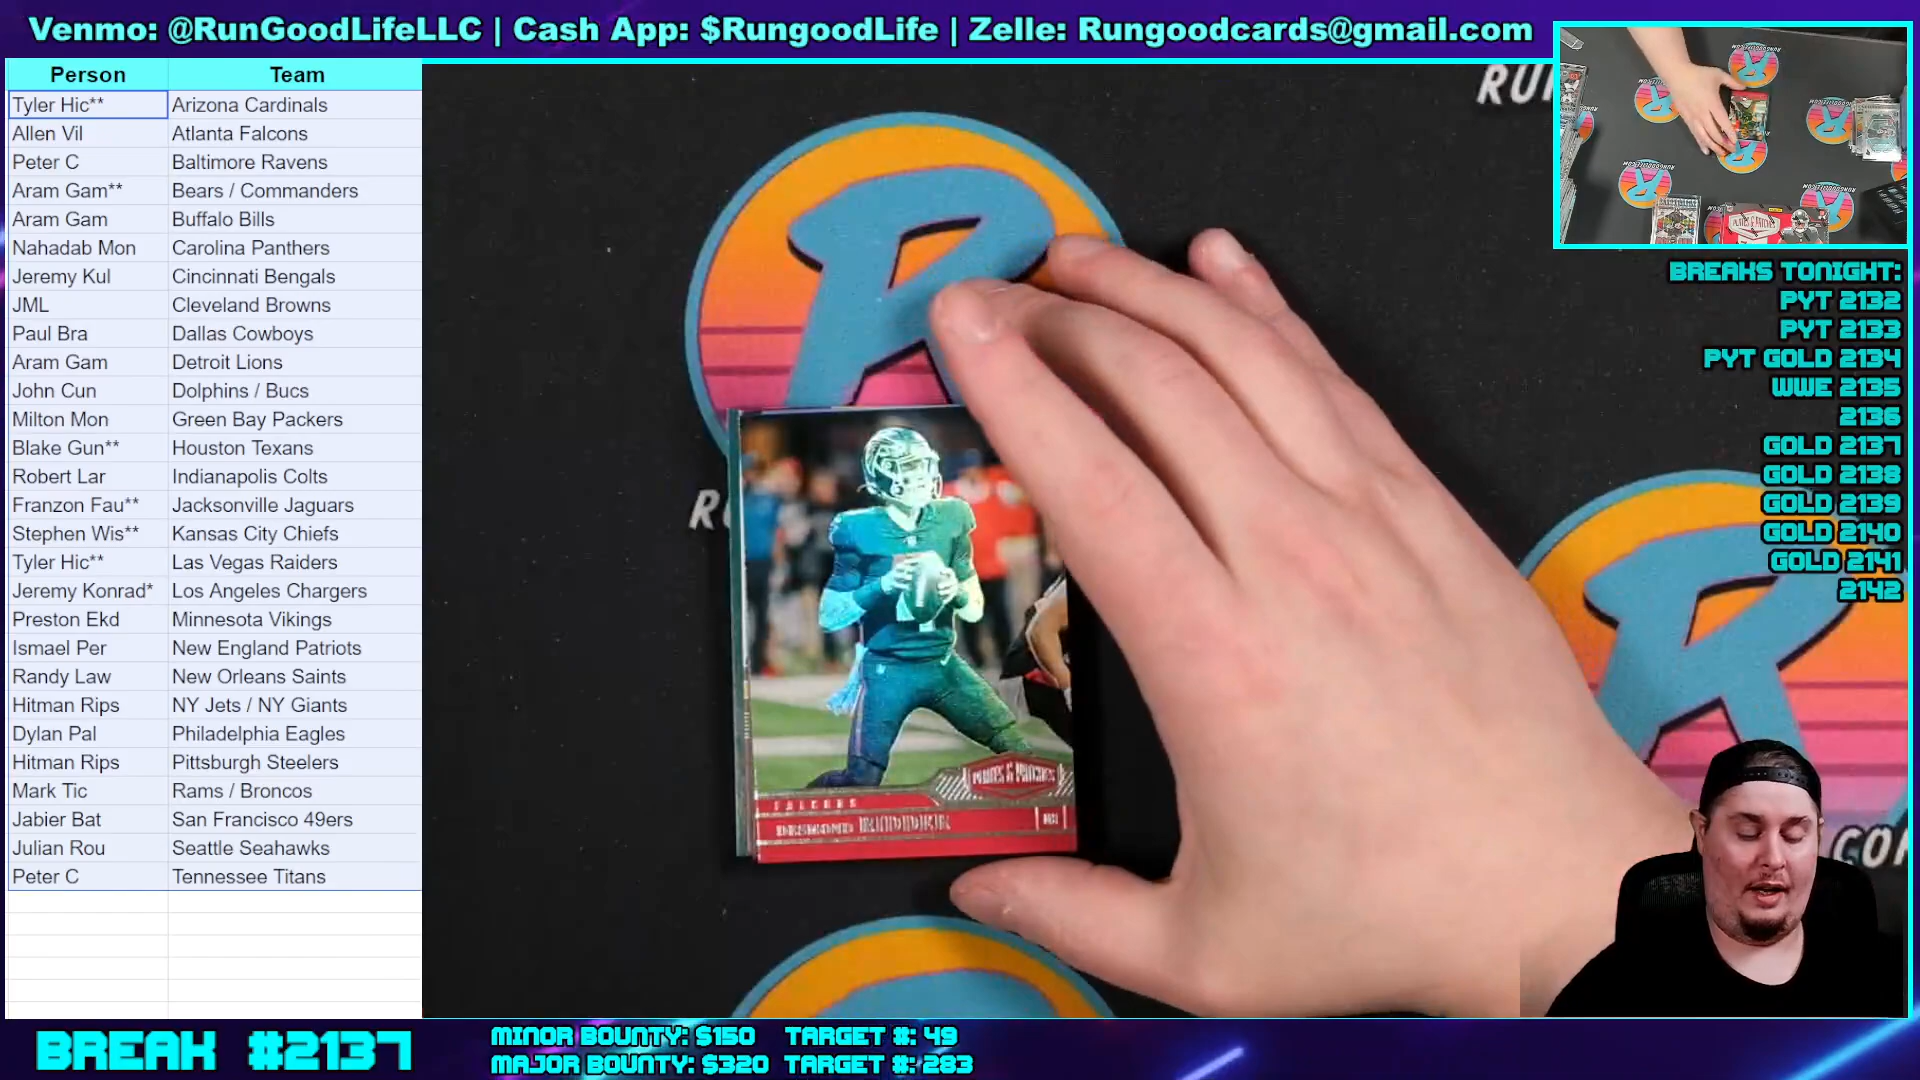 Venmo: @RunGoodLifeLLC | Cash App: $RungoodLife | Zelle: Rungoodcards@gmail.com
Person Team
Tyler Hic** Arizona Cardinals
Allen Vil Atlanta Falcons
Peter C Baltimore Ravens
Aram Gam** Bears / Commanders
Aram Gam Buffalo Bills
Nahadab Mon Carolina Panthers
Jeremy Kul Cincinnati Bengals
JML Cleveland Browns
Paul Bra Dallas Cowboys
Aram Gam Detroit Lions
John Cun Dolphins / Bucs
Milton Mon Green Bay Packers
Blake Gun** Houston Texans
Robert Lar Indianapolis Colts
Franzon Fau** Jacksonville Jaguars
Stephen Wis** Kansas City Chiefs
Tyler Hic** Las Vegas Raiders
Jeremy Konrad* Los Angeles Chargers
Preston Ekd Minnesota Vikings
Ismael Per New England Patriots
Randy Law New Orleans Saints
Hitman Rips NY Jets / NY Giants
Dylan Pal Philadelphia Eagles
Hitman Rips Pittsburgh Steelers
Mark Tic Rams / Broncos
Jabier Bat San Francisco 49ers
Julian Rou Seattle Seahawks
Peter C Tennessee Titans
RU
R
PLATES & PATCHES
FALCONS
DESMOND RIDDER
CO
BREAKS TONIGHT:
PYT 2132
PYT 2133
PYT GOLD 2134
WWE 2135
2136
GOLD 2137
GOLD 2138
GOLD 2139
GOLD 2140
GOLD 2141
2142
BREAK #2137
MINOR BOUNTY: $150 TARGET #: 49
MAJOR BOUNTY: $320 TARGET #: 283